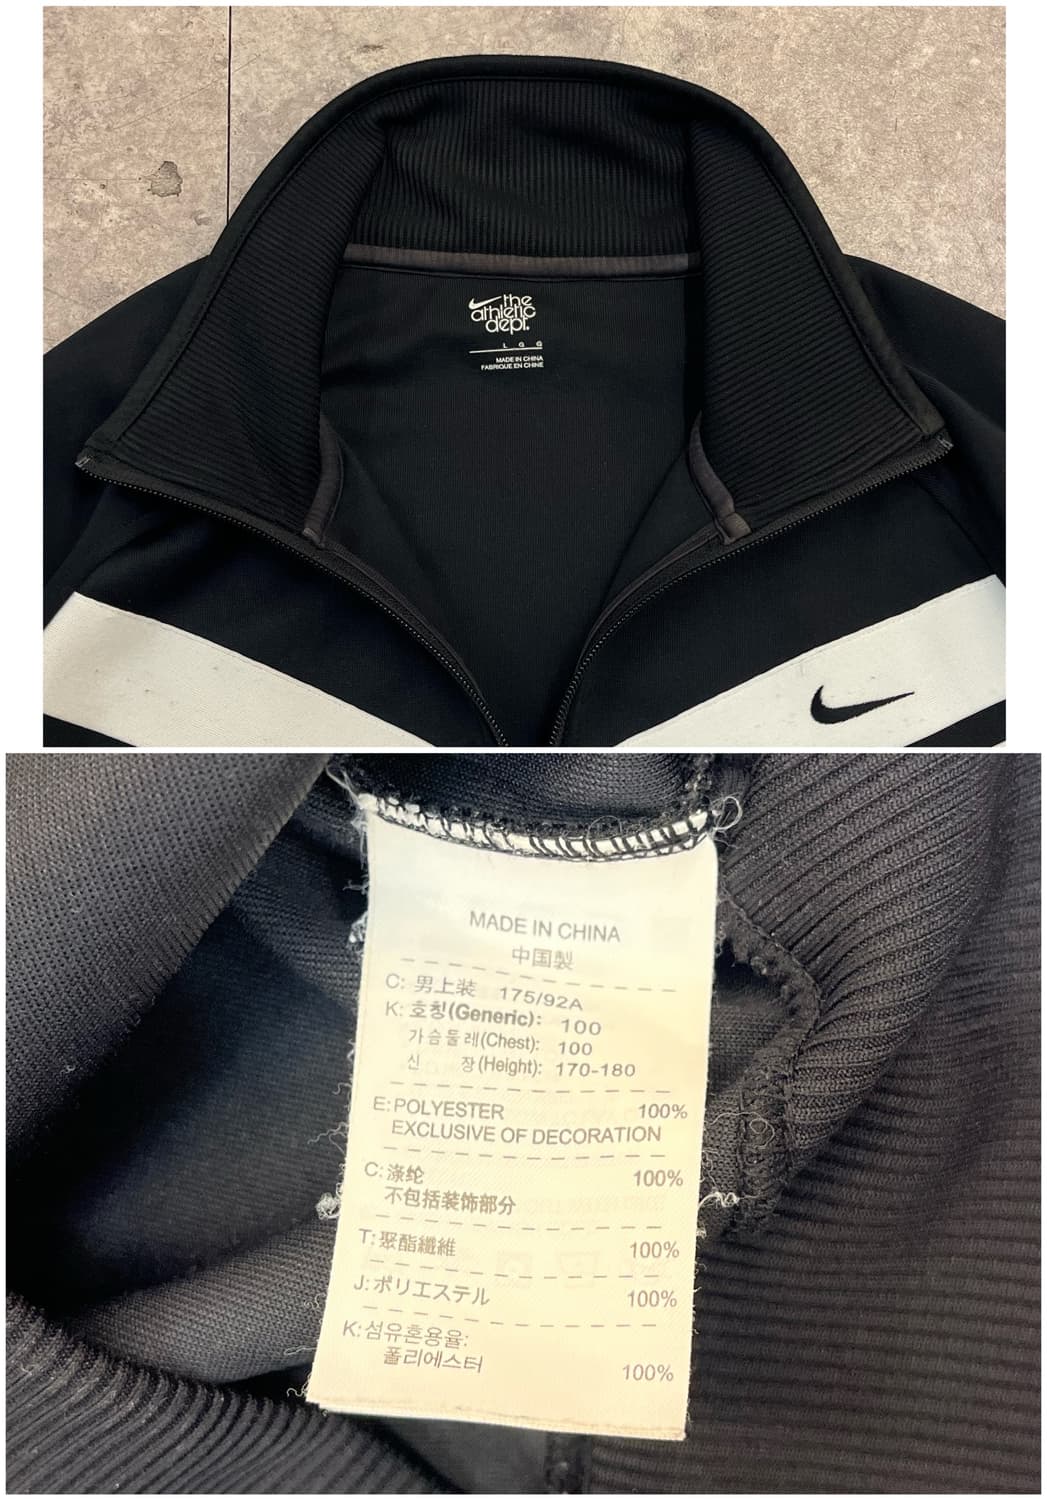 the
athletic
dept.
L G G
MADE IN CHINA
FABRIQUE EN CHINE
MADE IN CHINA
中国製
C: 男上装 175/92A
K: 호칭(Generic): 100
가슴둘레(Chest): 100
신 장(Height): 170-180
E: POLYESTER 100%
EXCLUSIVE OF DECORATION
C: 涤纶 100%
不包括装饰部分
T: 聚酯纖維 100%
J: ポリエステル 100%
K: 섬유혼용율:
폴리에스터 100%